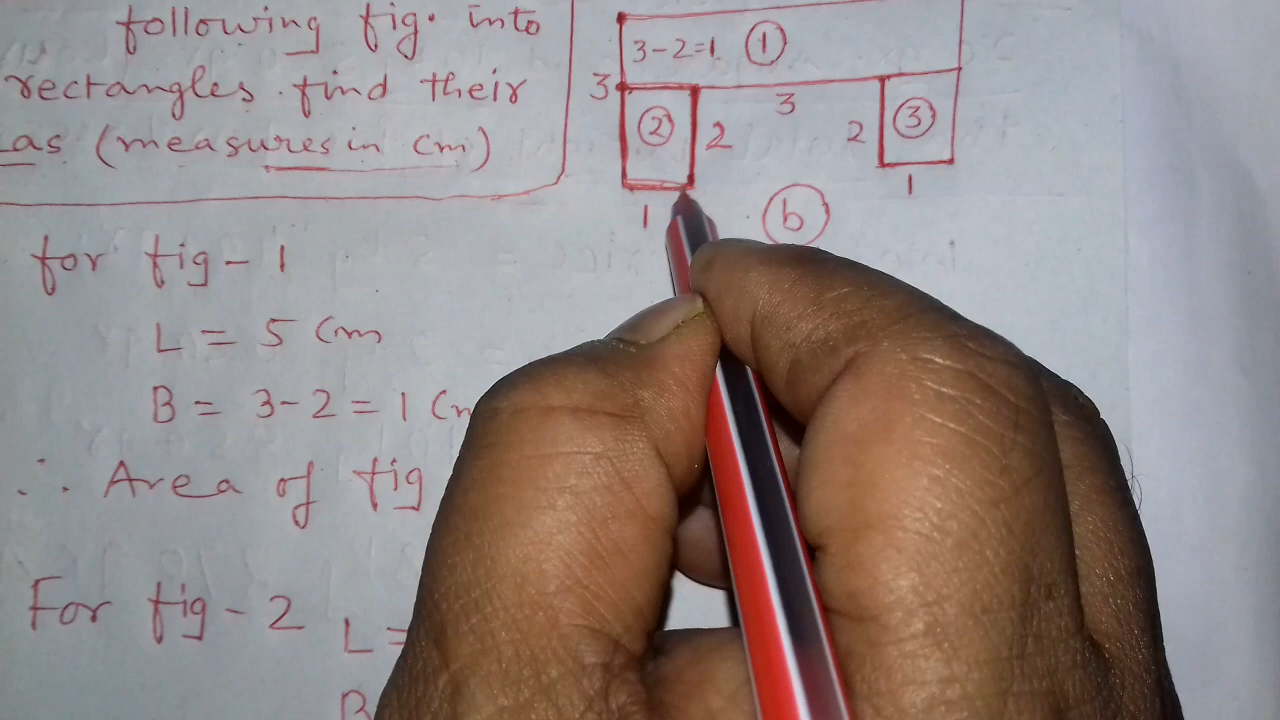 following fig. into
rectangles. find their
as (measures in cm)
3-2=1 1
3
2 2 3 2 3
1 1
b
for fig-1
L = 5 Cm
B = 3-2 = 1 Cm
∴ Area of fig
For fig-2
L =
B